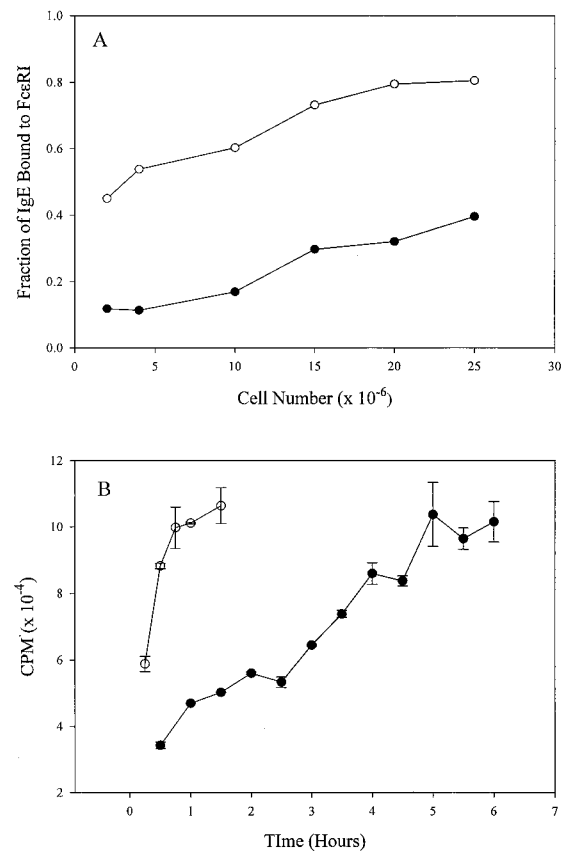 A
1.0
0.8
0.6
0.4
0.2
0.0
Fraction of IgE Bound to FcεRI
0 5 10 15 20 25 30
Cell Number (x 10-6)
B
12
10
8
6
4
2
CPM (x 10-4)
0 1 2 3 4 5 6 7
TIme (Hours)